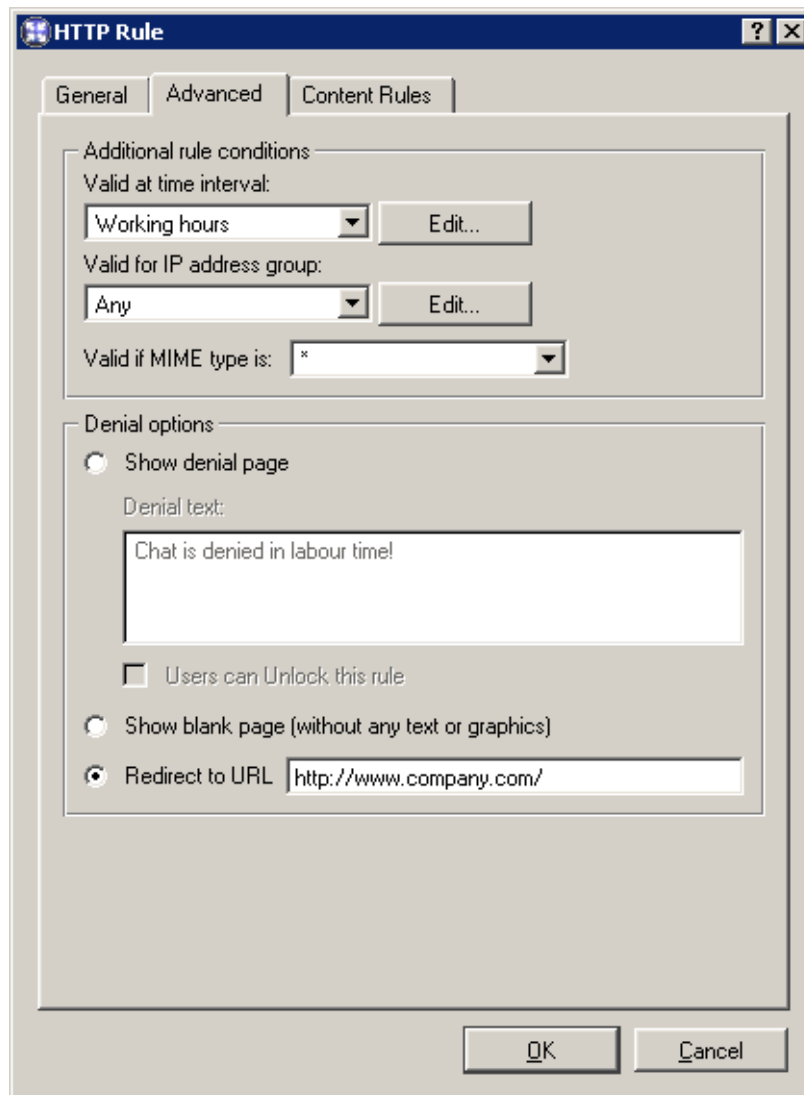 HTTP Rule
General Advanced Content Rules
Additional rule conditions
Valid at time interval:
Working hours Edit...
Valid for IP address group:
Any Edit...
Valid if MIME type is: *
Denial options
Show denial page
Denial text:
Chat is denied in labour time!
Users can Unlock this rule
Show blank page (without any text or graphics)
Redirect to URL http://www.company.com/
OK Cancel